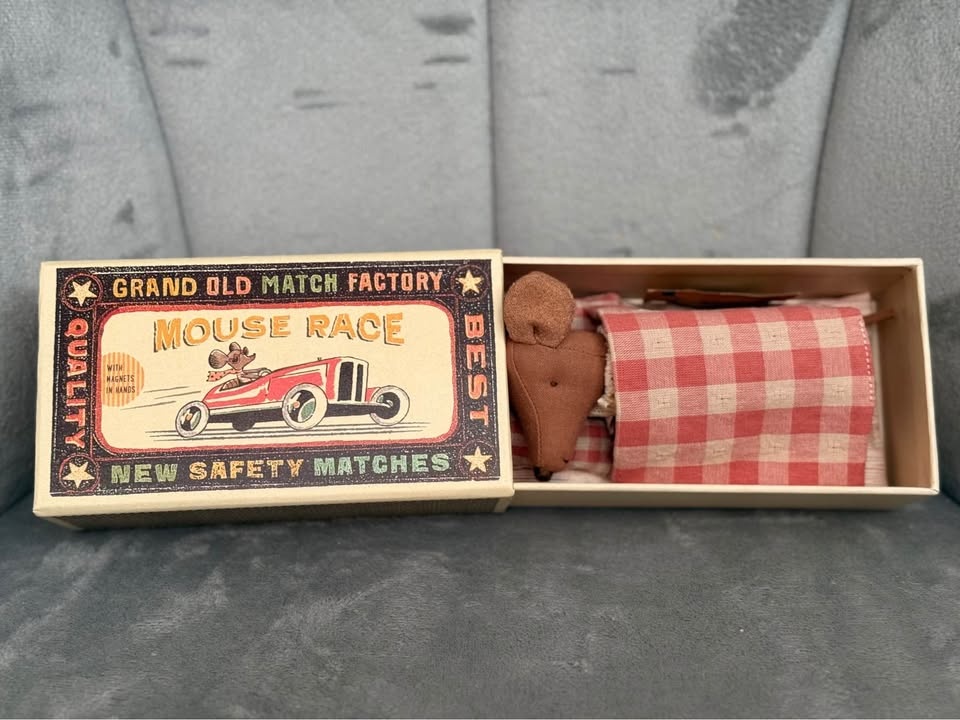 GRAND OLD MATCH FACTORY
QUALITY
MOUSE RACE
WITH
MAGNETS
IN HANDS
BEST
NEW SAFETY MATCHES